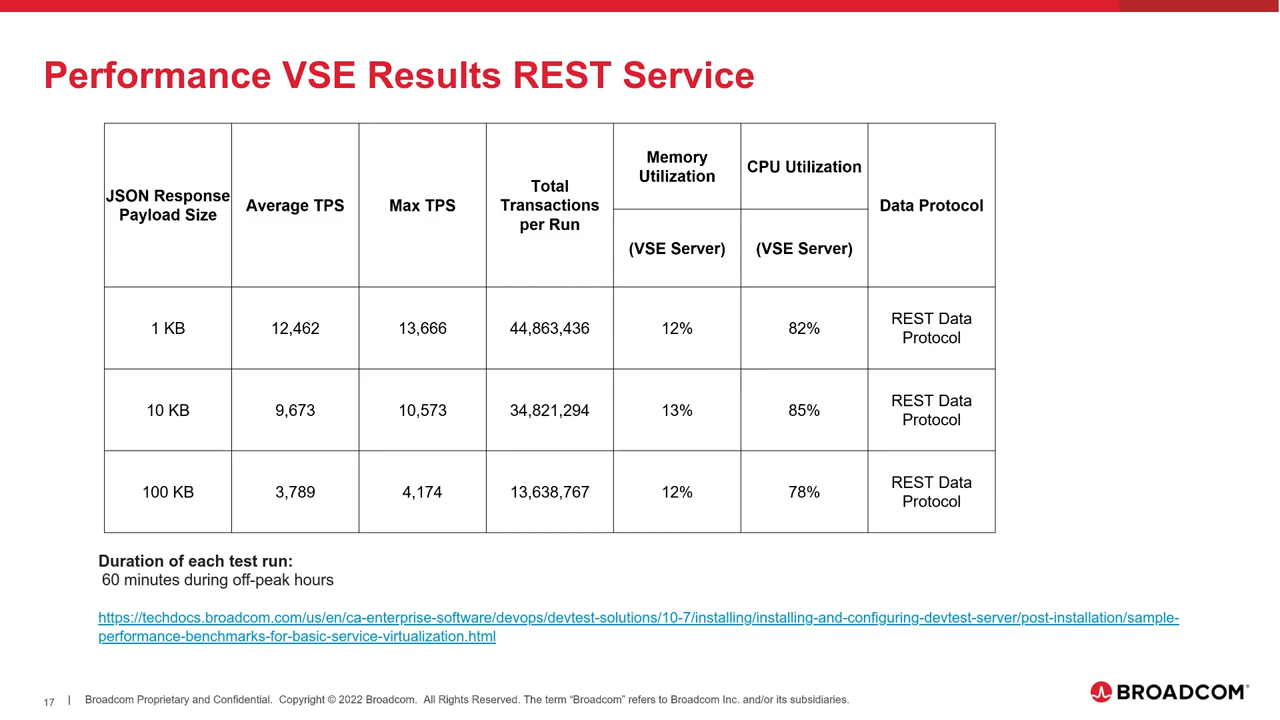 Performance VSE Results REST Service
JSON Response
Payload Size
Average TPS
Max TPS
Total
Transactions
per Run
Memory
Utilization
CPU Utilization
Data Protocol
(VSE Server)
(VSE Server)
1 KB
12,462
13,666
44,863,436
12%
82%
REST Data
Protocol
10 KB
9,673
10,573
34,821,294
13%
85%
REST Data
Protocol
100 KB
3,789
4,174
13,638,767
12%
78%
REST Data
Protocol
Duration of each test run:
60 minutes during off-peak hours
https://techdocs.broadcom.com/us/en/ca-enterprise-software/devops/devtest-solutions/10-7/installing/installing-and-configuring-devtest-server/post-installation/sample-
performance-benchmarks-for-basic-service-virtualization.html
17 | Broadcom Proprietary and Confidential. Copyright © 2022 Broadcom. All Rights Reserved. The term “Broadcom” refers to Broadcom Inc. and/or its subsidiaries.
BROADCOM®